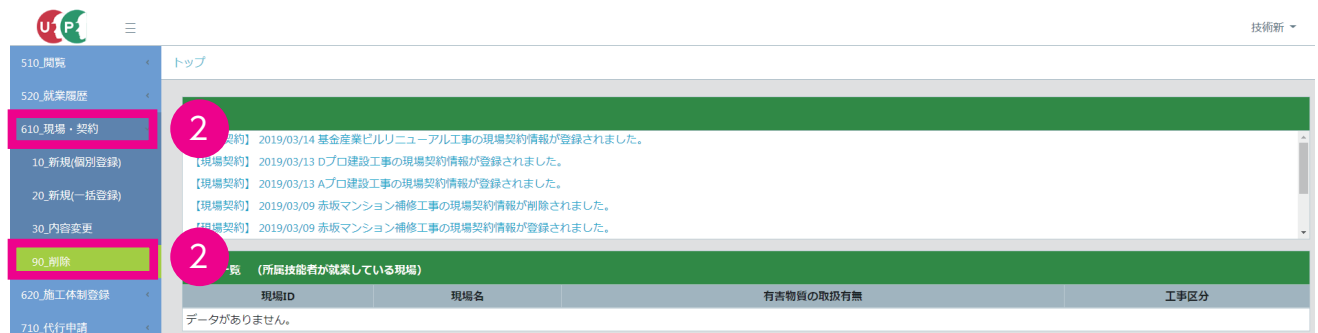 技術新
510_閲覧
トップ
520_就業履歴
610_現場・契約
2
契約】 2019/03/14 基金産業ビルリニューアル工事の現場契約情報が登録されました。
10_新規(個別登録)
【現場契約】 2019/03/13 Dプロ建設工事の現場契約情報が登録されました。
【現場契約】 2019/03/13 Aプロ建設工事の現場契約情報が登録されました。
20_新規(一括登録)
【現場契約】 2019/03/09 赤坂マンション補修工事の現場契約情報が削除されました。
30_内容変更
【現場契約】 2019/03/09 赤坂マンション補修工事の現場契約情報が登録されました。
90_削除
2
一覧 (所属技能者が就業している現場)
620_施工体制登録
現場ID 現場名 有害物質の取扱有無 工事区分
710_代行申請
データがありません。